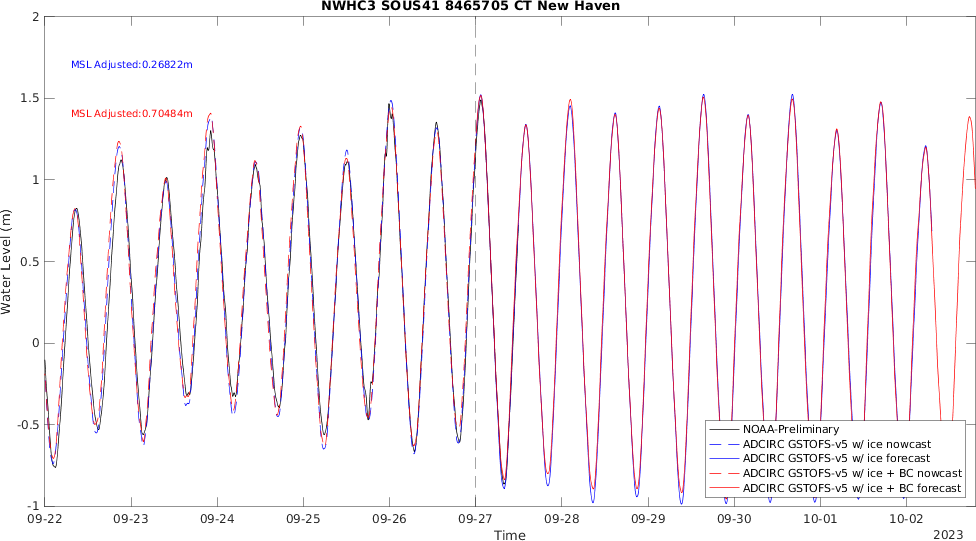 NWHC3 SOUS41 8465705 CT New Haven
2
MSL Adjusted:0.26822m
1.5
MSL Adjusted:0.70484m
1
Water Level (m)
0.5
0
-0.5
NOAA-Preliminary
ADCIRC GSTOFS-v5 w/ ice nowcast
ADCIRC GSTOFS-v5 w/ ice forecast
ADCIRC GSTOFS-v5 w/ ice + BC nowcast
ADCIRC GSTOFS-v5 w/ ice + BC forecast
-1
09-22 09-23 09-24 09-25 09-26 09-27 09-28 09-29 09-30 10-01 10-02
Time
2023